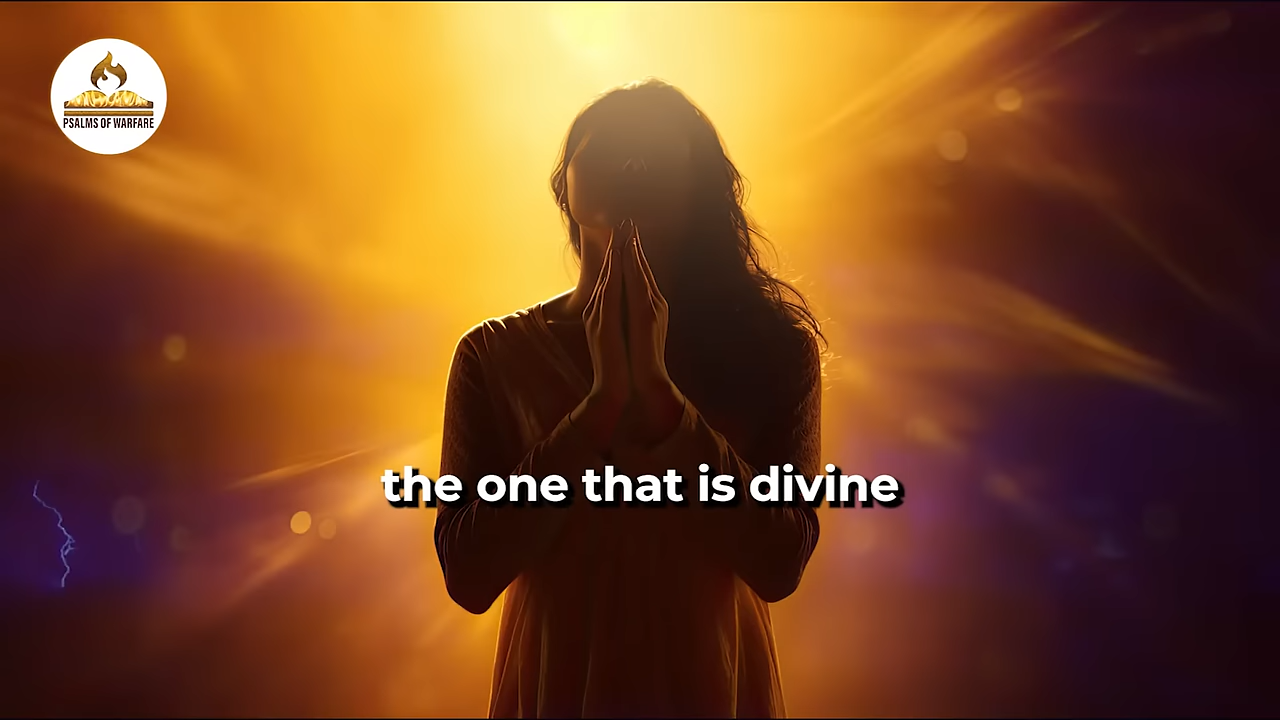 PSALMS OF WARFARE
the one that is divine